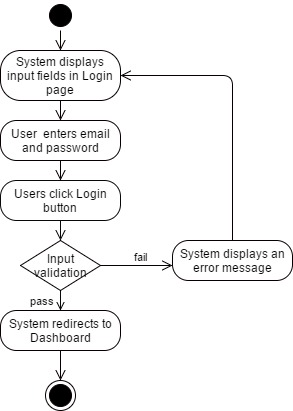 System displays
input fields in Login
page
User enters email
and password
Users click Login
button
Input
validation
fail
System displays an
error message
pass
System redirects to
Dashboard